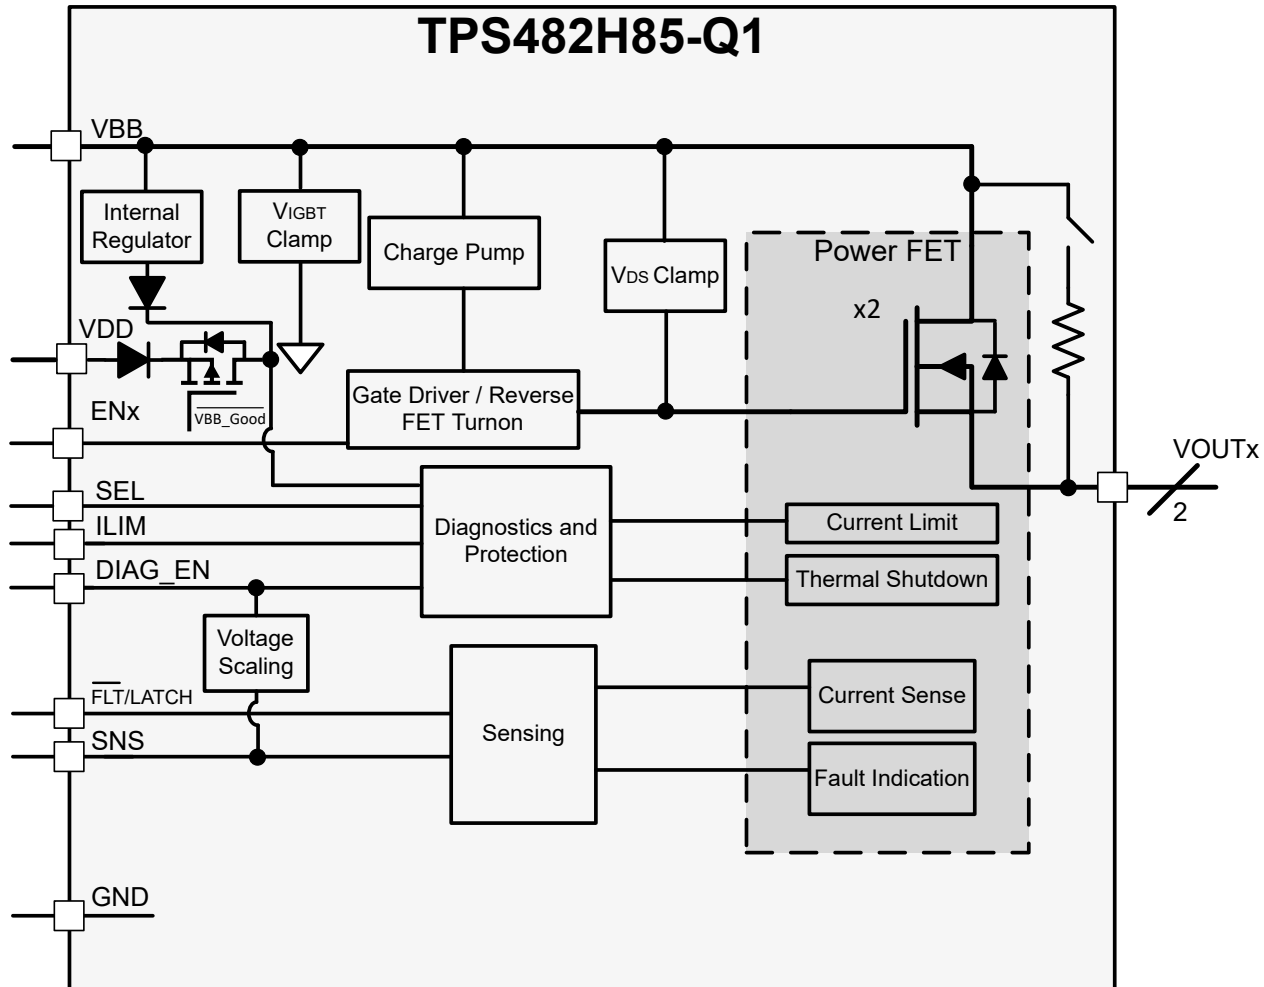 TPS482H85-Q1
VBB
Internal
Regulator
VIGBT
Clamp
Charge Pump
VDS Clamp
Power FET
x2
VDD
ENx
VBB_Good
Gate Driver / Reverse
FET Turnon
VOUTx
2
SEL
ILIM
DIAG_EN
Diagnostics and
Protection
Current Limit
Thermal Shutdown
Voltage
Scaling
FLT/LATCH
SNS
Sensing
Current Sense
Fault Indication
GND